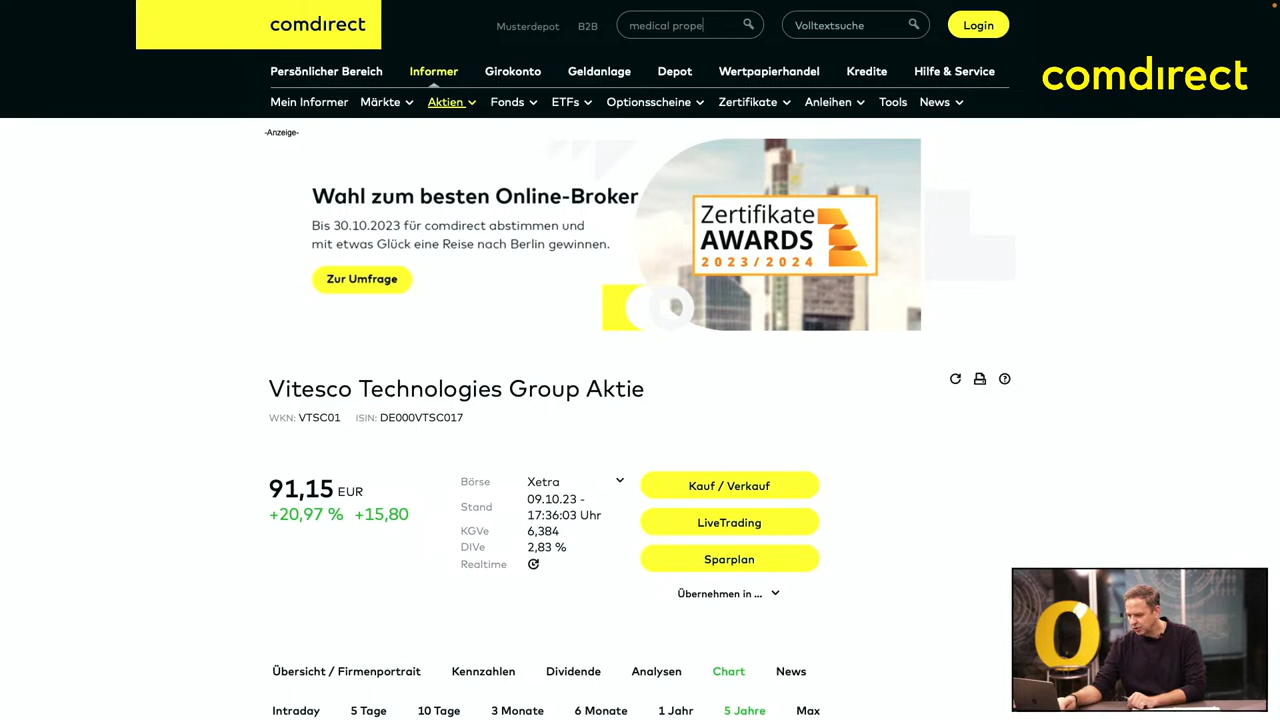 comdirect
Musterdepot B2B medical prope Volltextsuche Login
Persönlicher Bereich Informer Girokonto Geldanlage Depot Wertpapierhandel Kredite Hilfe & Service
comdirect
Mein Informer Märkte Aktien Fonds ETFs Optionsscheine Zertifikate Anleihen Tools News
-Anzeige-
Wahl zum besten Online-Broker
Bis 30.10.2023 für comdirect abstimmen und
mit etwas Glück eine Reise nach Berlin gewinnen.
Zur Umfrage
Zertifikate
AWARDS
2023/2024
Vitesco Technologies Group Aktie
WKN: VTSC01 ISIN: DE000VTSC017
91,15 EUR
+20,97 % +15,80
Börse Xetra
Stand 09.10.23 -
17:36:03 Uhr
KGVe 6,384
DIVe 2,83 %
Realtime
Kauf / Verkauf
LiveTrading
Sparplan
Übernehmen in ...
Übersicht / Firmenportrait Kennzahlen Dividende Analysen Chart News
Intraday 5 Tage 10 Tage 3 Monate 6 Monate 1 Jahr 5 Jahre Max